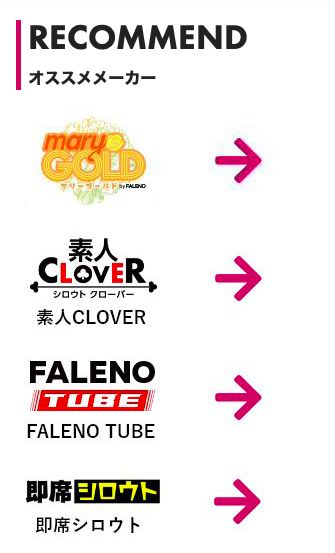 RECOMMEND
オススメメーカー
mary
GOLD
マリーゴールド by FALENO
素人
CLOVER
シロウト クローバー
素人CLOVER
FALENO
TUBE
FALENO TUBE
即席シロウト
即席シロウト